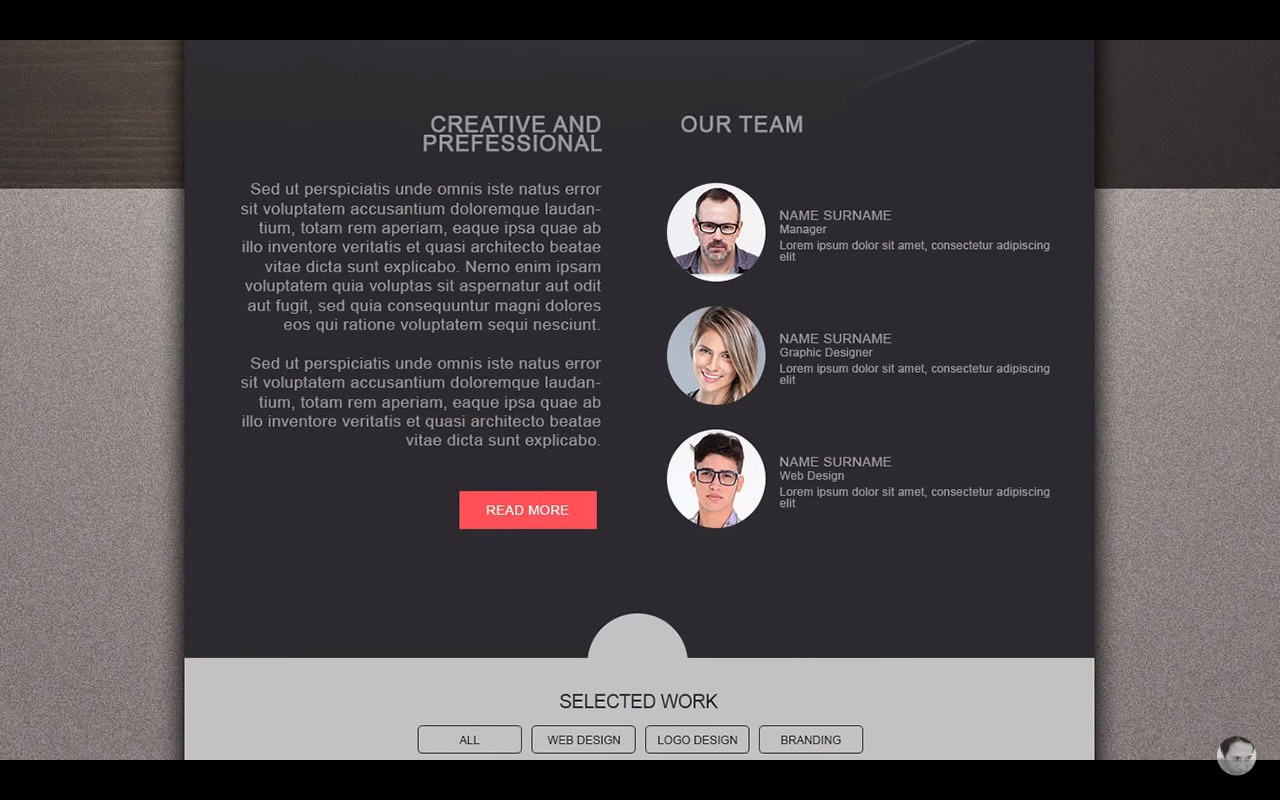 CREATIVE AND
PREFESSIONAL
Sed ut perspiciatis unde omnis iste natus error
sit voluptatem accusantium doloremque laudan-
tium, totam rem aperiam, eaque ipsa quae ab
illo inventore veritatis et quasi architecto beatae
vitae dicta sunt explicabo. Nemo enim ipsam
voluptatem quia voluptas sit aspernatur aut odit
aut fugit, sed quia consequuntur magni dolores
eos qui ratione voluptatem sequi nesciunt.
Sed ut perspiciatis unde omnis iste natus error
sit voluptatem accusantium doloremque laudan-
tium, totam rem aperiam, eaque ipsa quae ab
illo inventore veritatis et quasi architecto beatae
vitae dicta sunt explicabo.
READ MORE
OUR TEAM
NAME SURNAME
Manager
Lorem ipsum dolor sit amet, consectetur adipiscing
elit
NAME SURNAME
Graphic Designer
Lorem ipsum dolor sit amet, consectetur adipiscing
elit
NAME SURNAME
Web Design
Lorem ipsum dolor sit amet, consectetur adipiscing
elit
SELECTED WORK
ALL
WEB DESIGN
LOGO DESIGN
BRANDING